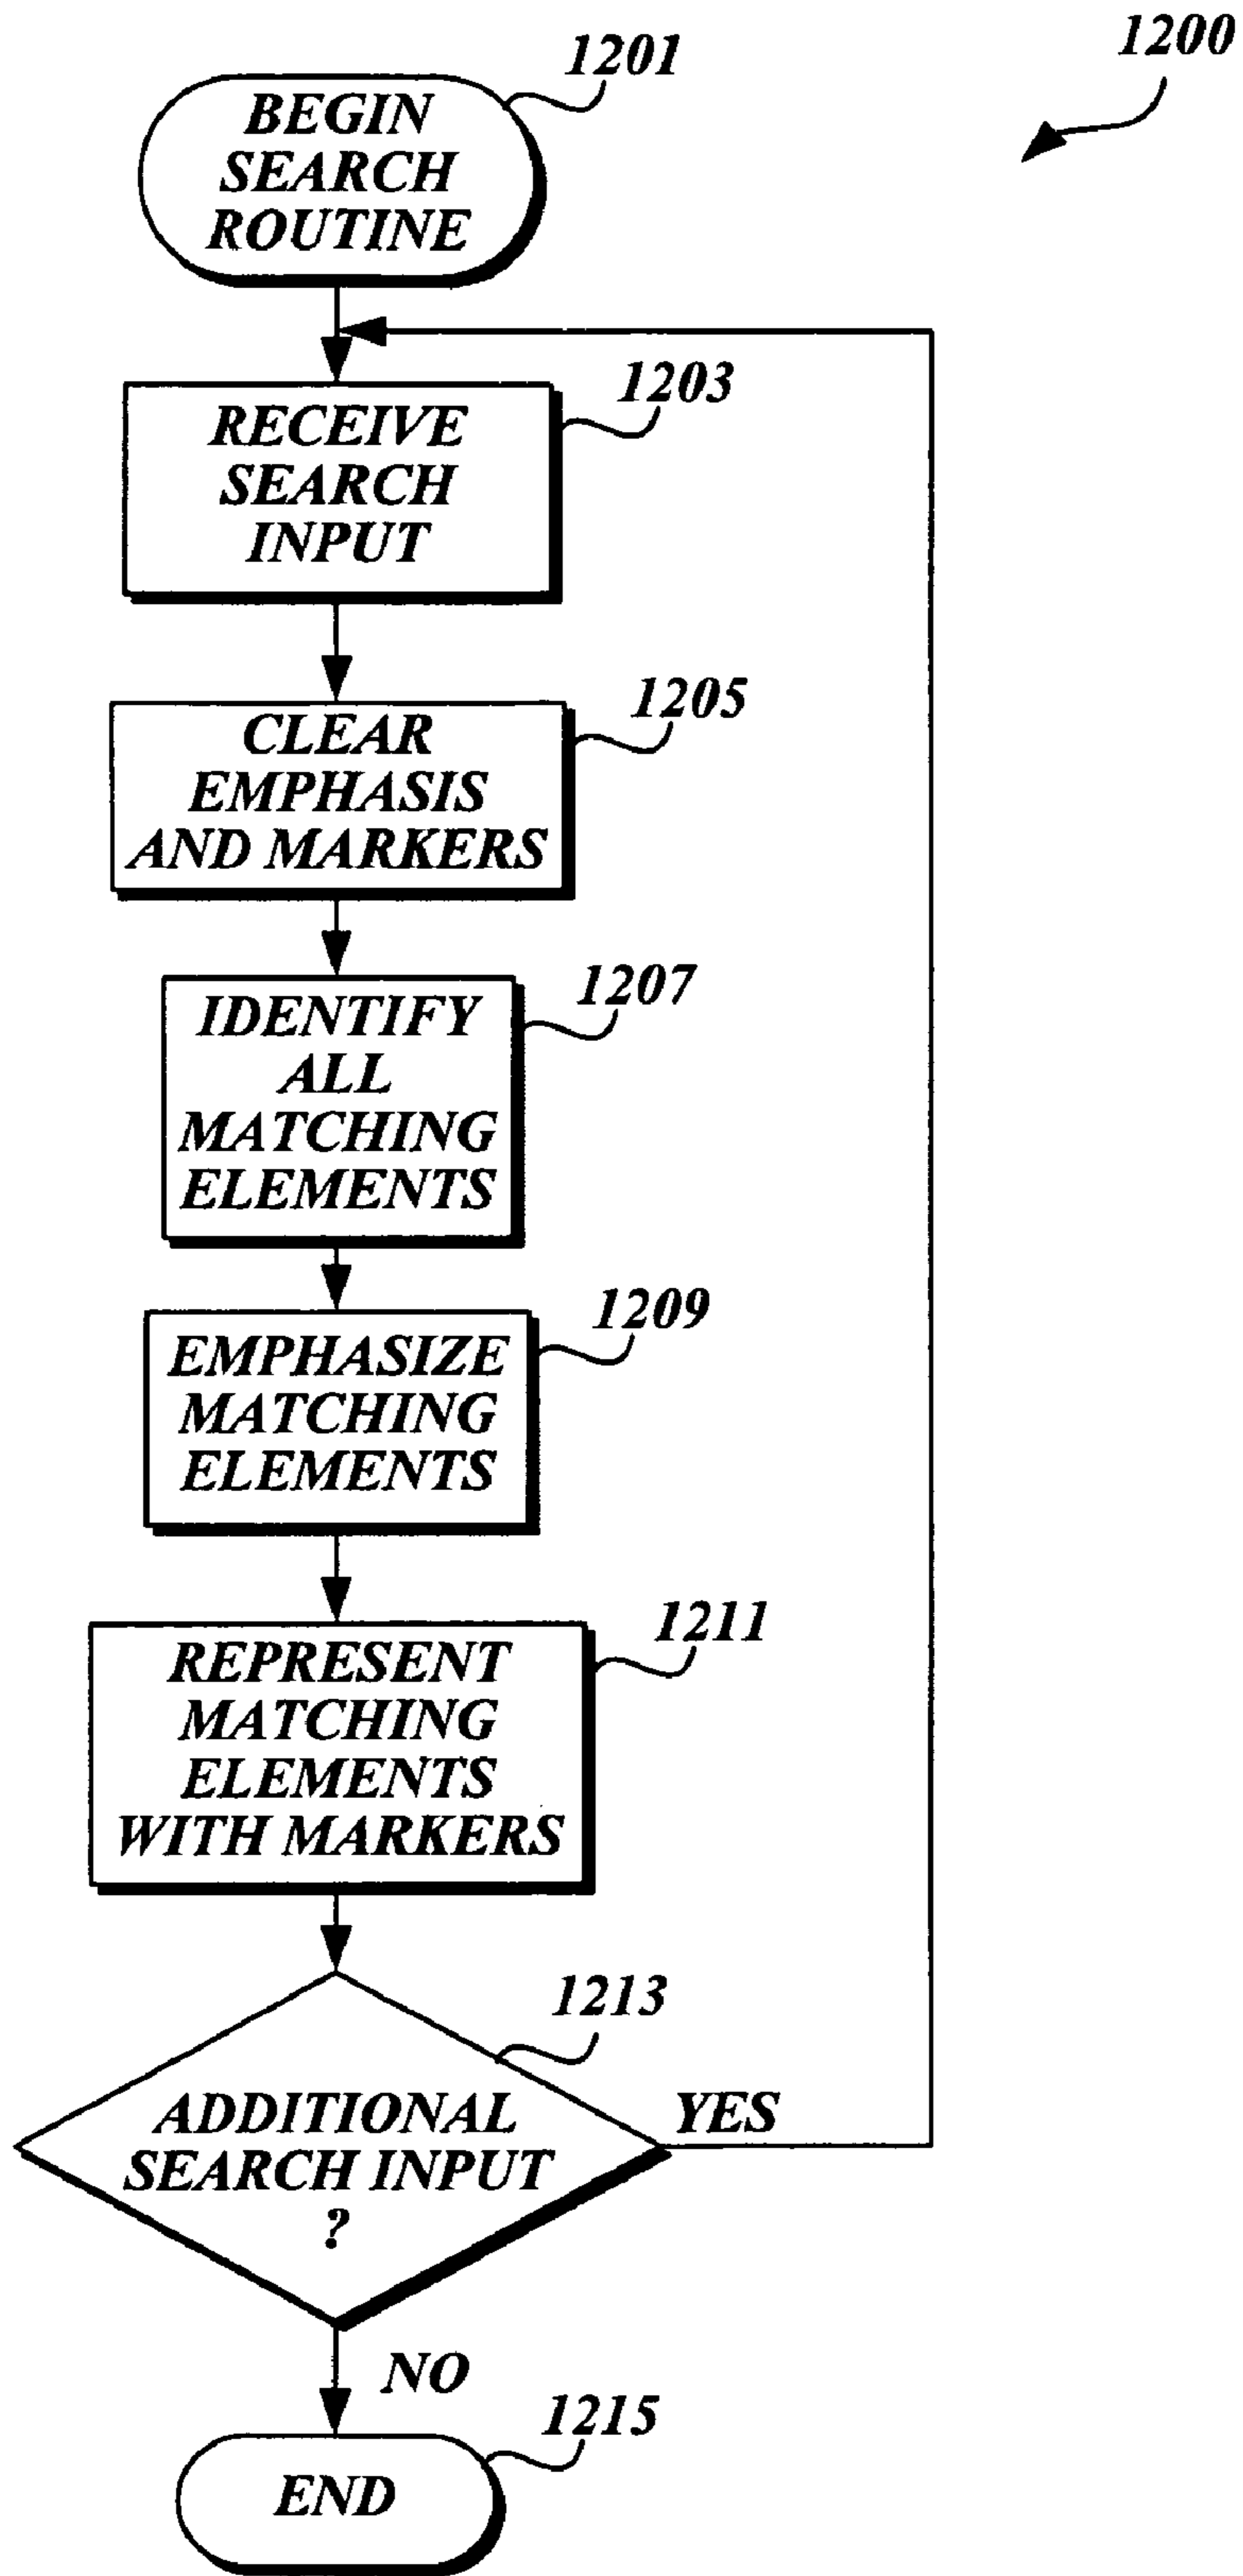 1200
1201
BEGIN
SEARCH
ROUTINE
1203
RECEIVE
SEARCH
INPUT
1205
CLEAR
EMPHASIS
AND MARKERS
1207
IDENTIFY
ALL
MATCHING
ELEMENTS
1209
EMPHASIZE
MATCHING
ELEMENTS
1211
REPRESENT
MATCHING
ELEMENTS
WITH MARKERS
1213
ADDITIONAL
SEARCH INPUT
?
YES
NO
1215
END